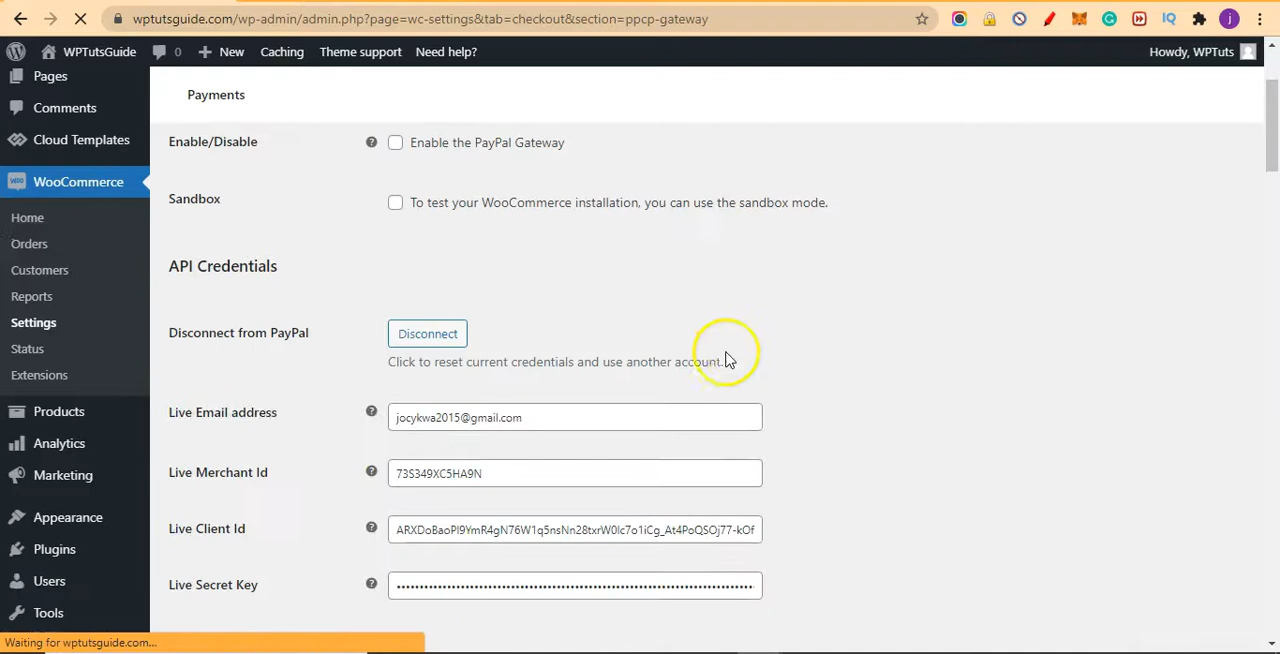 wptutsguide.com/wp-admin/admin.php?page=wc-settings&tab=checkout&section=ppcp-gateway
IQ
j
WPTutsGuide
0
New
Caching
Theme support
Need help?
Howdy, WPTuts
Pages
Comments
Cloud Templates
WooCommerce
Home
Orders
Customers
Reports
Settings
Status
Extensions
Products
Analytics
Marketing
Appearance
Plugins
Users
Tools
Payments
Enable/Disable
Enable the PayPal Gateway
Sandbox
To test your WooCommerce installation, you can use the sandbox mode.
API Credentials
Disconnect from PayPal
Disconnect
Click to reset current credentials and use another account.
Live Email address
jocykwa2015@gmail.com
Live Merchant Id
73S349XC5HA9N
Live Client Id
ARXDoBaoPl9YmR4gN76W1q5nsNn28txrW0lc7o1iCg_At4PoQSOj77-kOf
Live Secret Key
Waiting for wptutsguide.com...